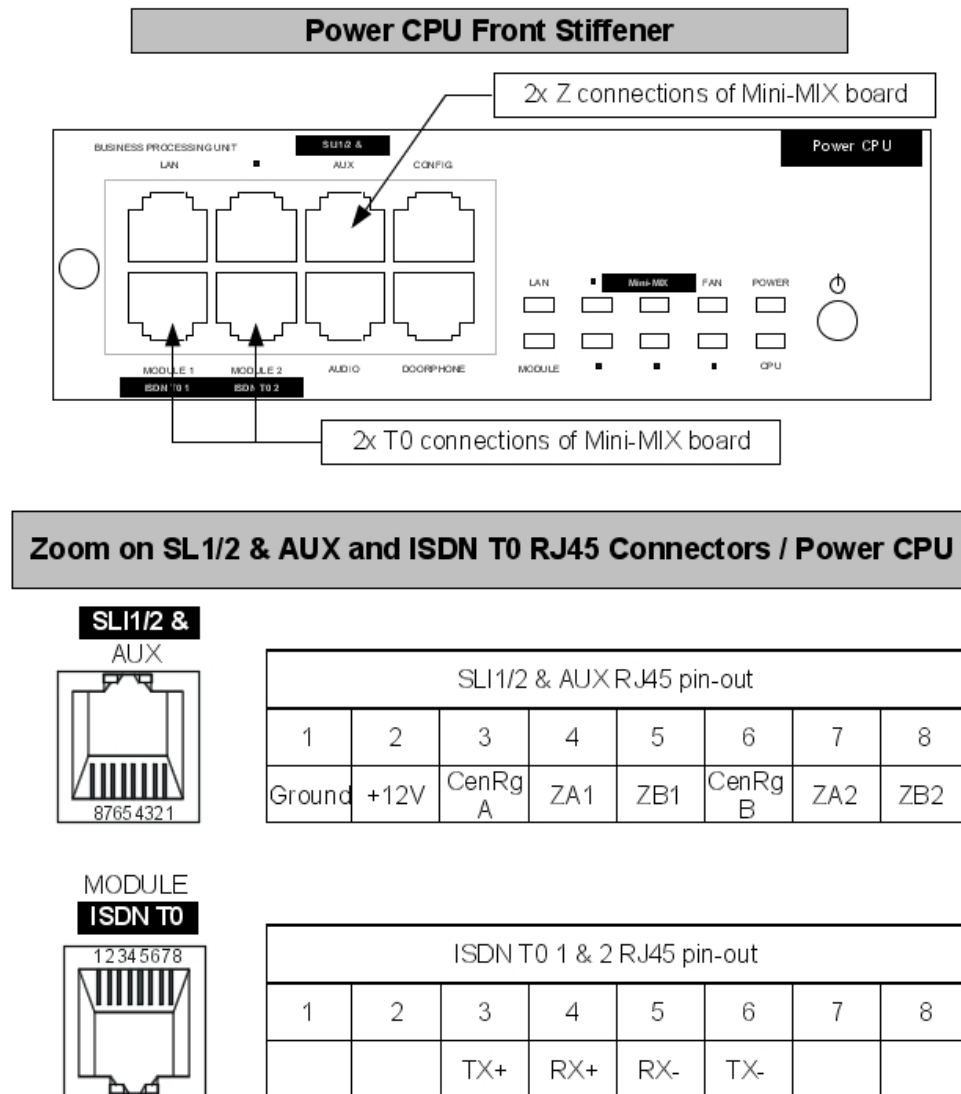 Power CPU Front Stiffener
2x Z connections of Mini-MIX board
BUSINESS PROCESSING UNIT
SLI1/2 &
Power CPU
LAN
AUX
CONFIG
LAN
Mini-MIX
FAN
POWER
MODULE 1
MODULE 2
AUDIO
DOORPHONE
MODULE
CPU
ISDN T0 1
ISDN T0 2
2x T0 connections of Mini-MIX board
Zoom on SL1/2 & AUX and ISDN T0 RJ45 Connectors / Power CPU
SLI1/2 &
AUX
87654321
SLI1/2 & AUX RJ45 pin-out
1 2 3 4 5 6 7 8
Ground +12V CenRg A ZA1 ZB1 CenRg B ZA2 ZB2
MODULE
ISDN T0
12345678
ISDN T0 1 & 2 RJ45 pin-out
1 2 3 4 5 6 7 8
TX+ RX+ RX- TX-